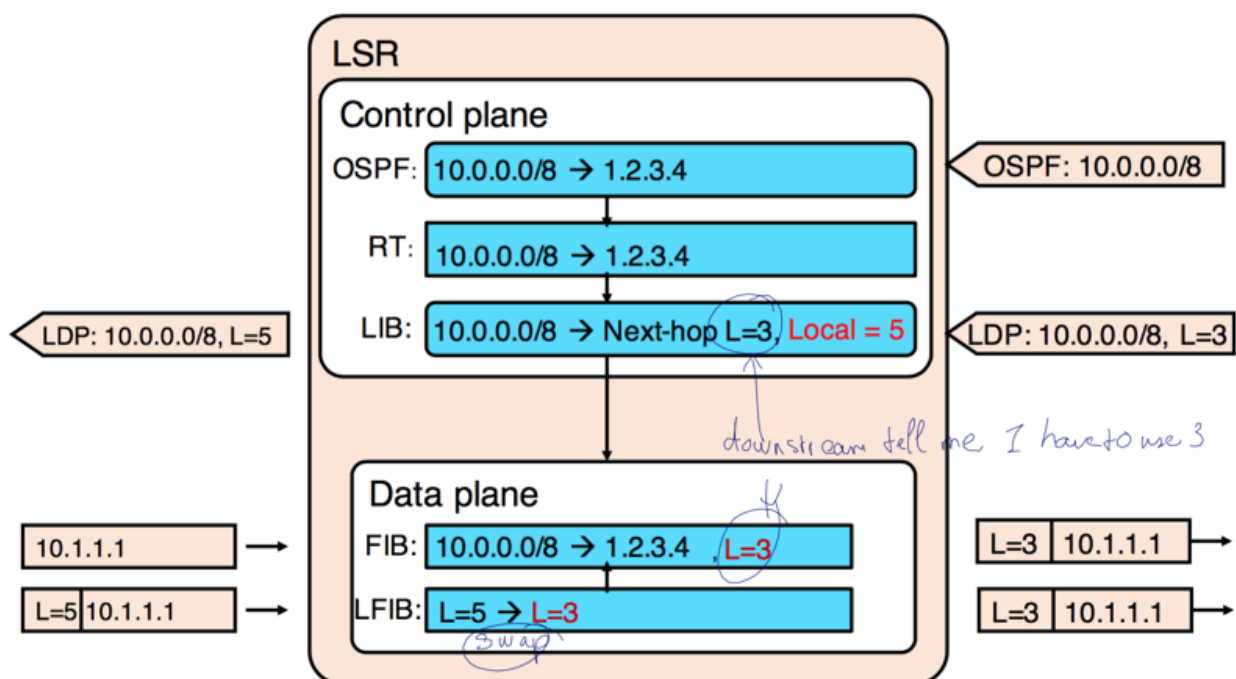 LSR
Control plane
OSPF: 10.0.0.0/8 → 1.2.3.4
OSPF: 10.0.0.0/8
RT: 10.0.0.0/8 → 1.2.3.4
LDP: 10.0.0.0/8, L=5
LIB: 10.0.0.0/8 → Next-hop L=3, Local = 5
LDP: 10.0.0.0/8, L=3
downstream tell me I have to use 3
Data plane
10.1.1.1
FIB: 10.0.0.0/8 → 1.2.3.4 , L=3
L=3 10.1.1.1
L=5 10.1.1.1
LFIB: L=5 → L=3
L=3 10.1.1.1
swap